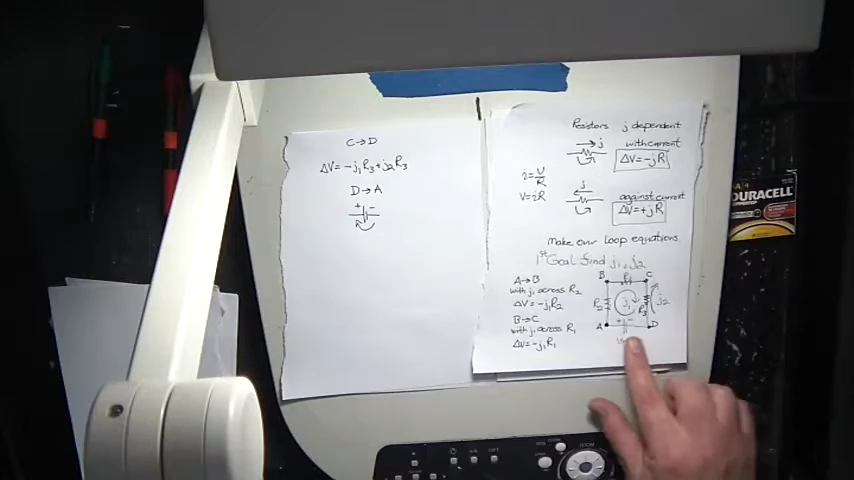 C→D
ΔV= -j₁R₃+j₂R₃
D→A
+ -
Resistors j dependent
→ j with current
ΔV=-jR
i=V/R
V=iR
j
against current
ΔV=+jR
Make our loop equations
1st Goal find j₁, j₂
A→B
with j₁ across R₂
ΔV=-j₁R₂
B→C
with j₁ across R₁
ΔV=-j₁R₁
B R₁ C
R₂ j₁ R₃ j₂
A + - D
DURACELL
ZOOM